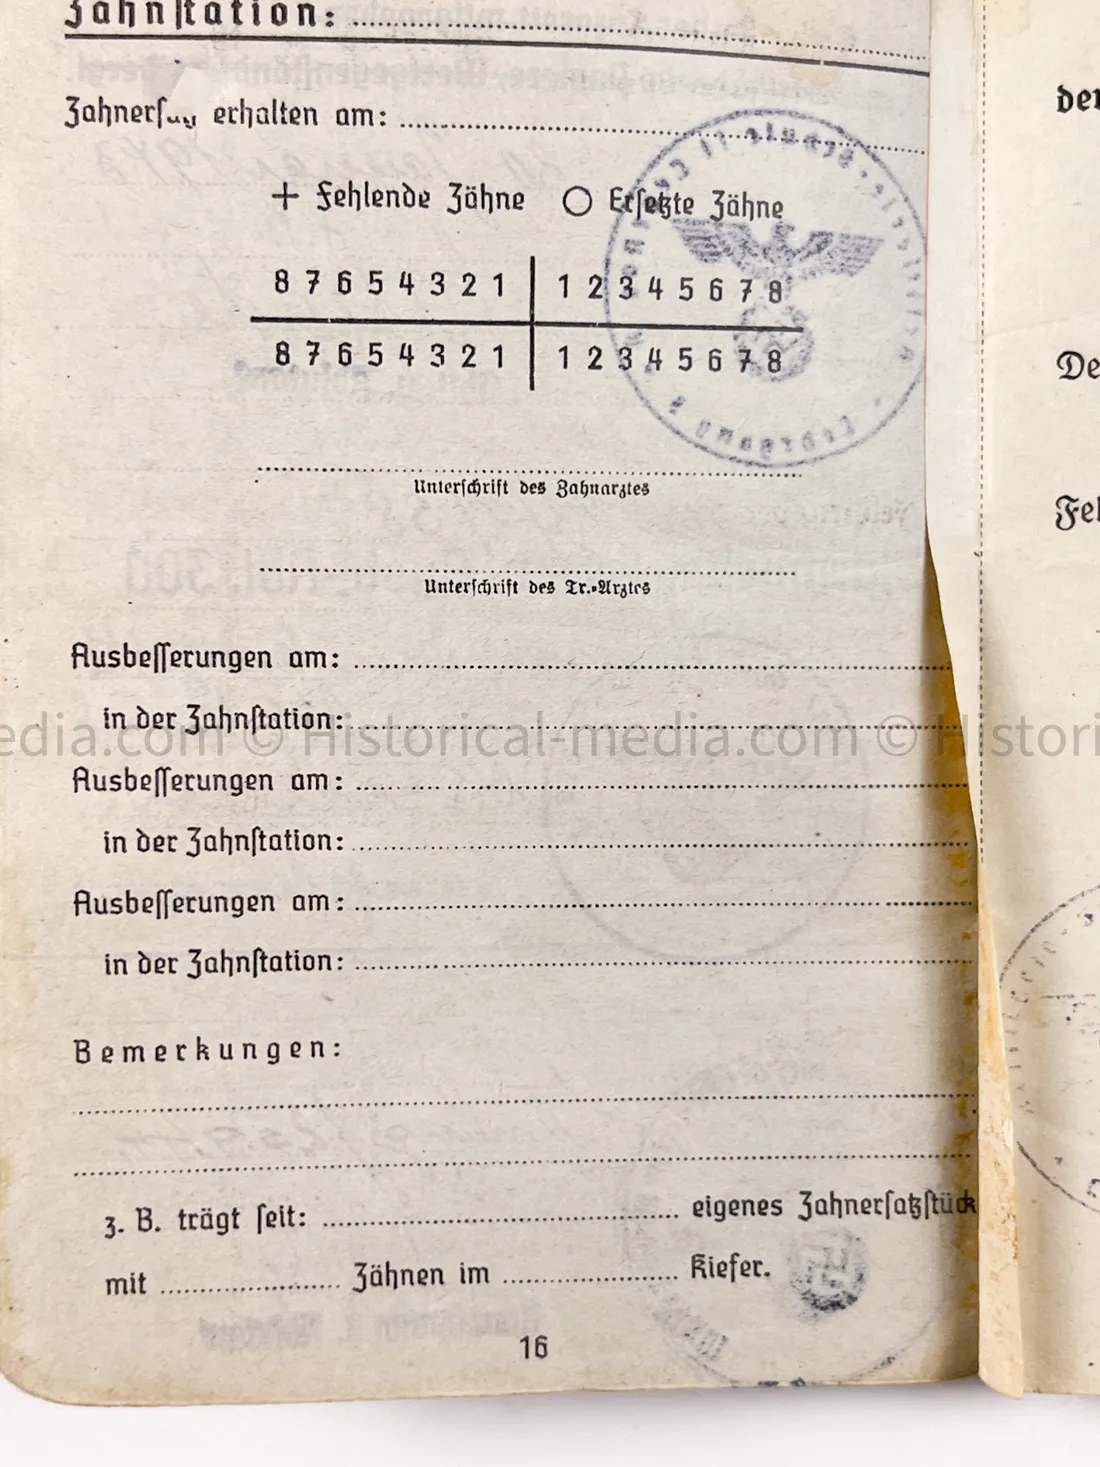 Zahnstation:
Zahnersatz erhalten am:
+ Fehlende Zähne ○ Ersetzte Zähne
8 7 6 5 4 3 2 1 | 1 2 3 4 5 6 7 8
8 7 6 5 4 3 2 1 | 1 2 3 4 5 6 7 8
Unterschrift des Zahnarztes
Unterschrift des Tr.-Arztes
Ausbesserungen am:
in der Zahnstation:
Ausbesserungen am:
in der Zahnstation:
Ausbesserungen am:
in der Zahnstation:
Bemerkungen:
z. B. trägt seit: eigenes Zahnersatzstück
mit Zähnen im Kiefer.
16
© Historical-media.com ©